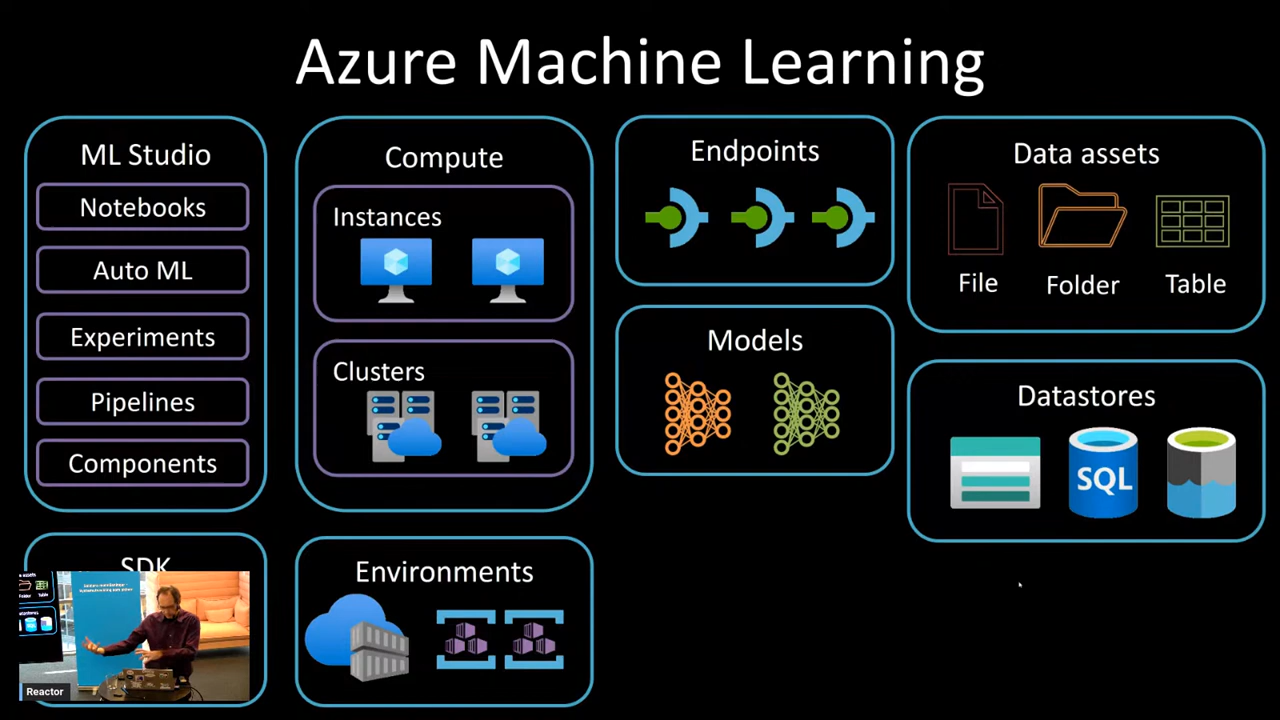 Azure Machine Learning
ML Studio
Notebooks
Auto ML
Experiments
Pipelines
Components
SDK
Compute
Instances
Clusters
Environments
Endpoints
Models
Data assets
File
Folder
Table
Datastores
SQL
Reactor